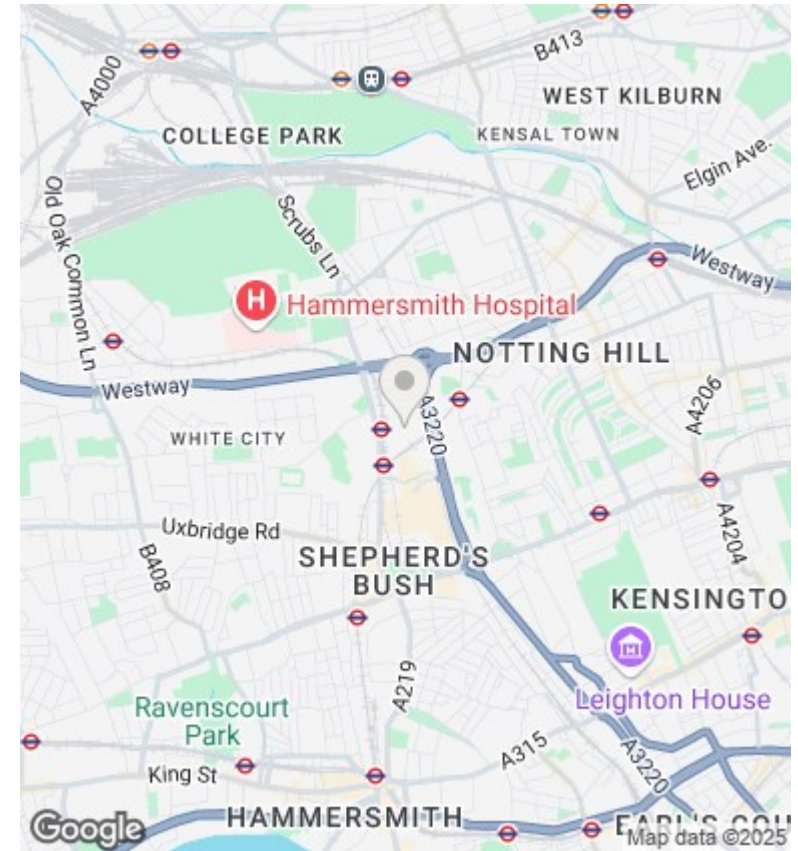 B413
A4000
WEST KILBURN
COLLEGE PARK
KENSAL TOWN
Elgin Ave.
Old Oak Common Ln
Scrubs Ln
Westway
H
Hammersmith Hospital
NOTTING HILL
Westway
A3220
A4206
WHITE CITY
Uxbridge Rd
B408
A4204
SHEPHERD'S
BUSH
KENSINGTO
A219
Leighton House
Ravenscourt
Park
A315
A3220
King St
HAMMERSMITH
EARL'S COU
Google
Map data ©2025